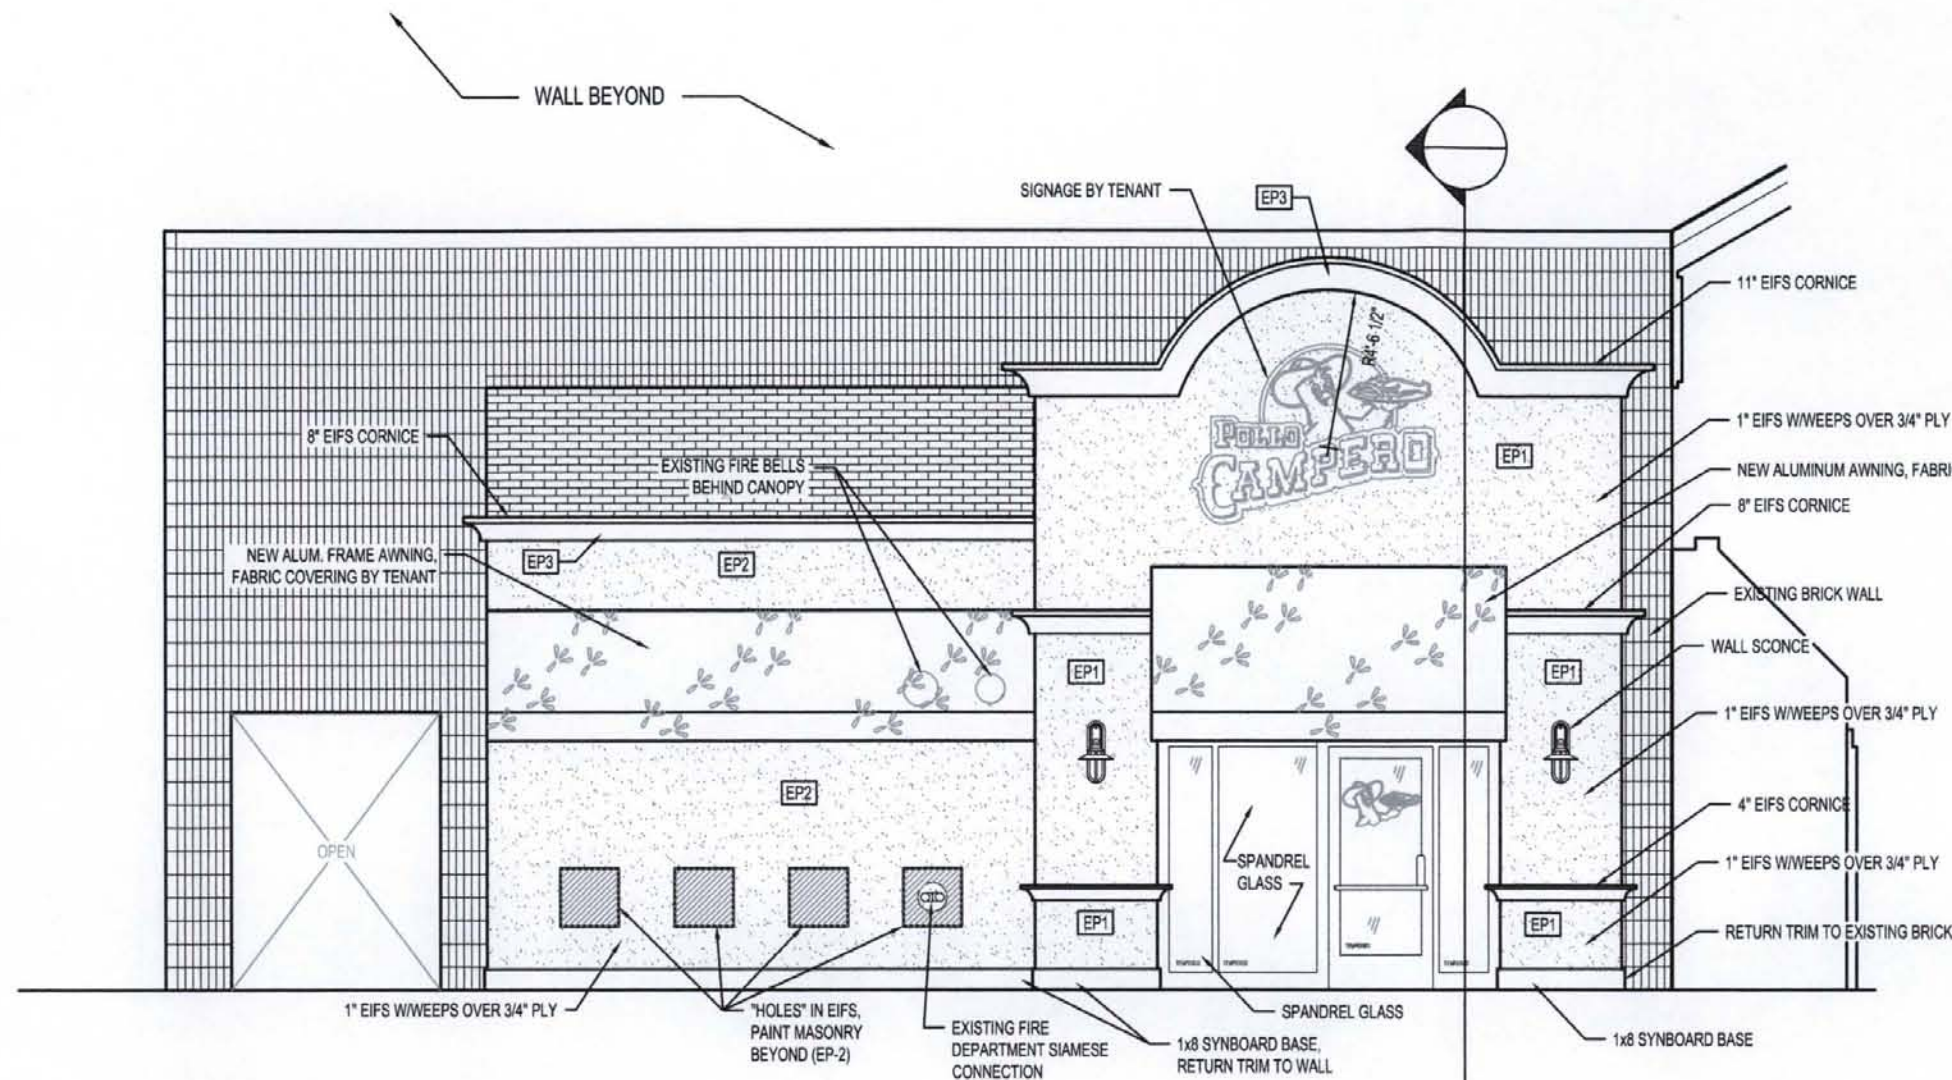 WALL BEYOND
SIGNAGE BY TENANT
EP3
11" EIFS CORNICE
R4'-6 1/2"
POLLO
CAMPERO
1" EIFS W/WEEPS OVER 3/4" PLY
EP1
NEW ALUMINUM AWNING, FABRI
8" EIFS CORNICE
8" EIFS CORNICE
EXISTING FIRE BELLS
BEHIND CANOPY
NEW ALUM. FRAME AWNING,
FABRIC COVERING BY TENANT
EP3
EP2
EXISTING BRICK WALL
WALL SCONCE
EP1
EP1
1" EIFS W/WEEPS OVER 3/4" PLY
EP2
4" EIFS CORNICE
OPEN
SPANDREL
GLASS
1" EIFS W/WEEPS OVER 3/4" PLY
EP1
EP1
RETURN TRIM TO EXISTING BRICK
TEMPERED
TEMPERED
TEMPERED
TEMPERED
1" EIFS W/WEEPS OVER 3/4" PLY
"HOLES" IN EIFS,
PAINT MASONRY
BEYOND (EP-2)
EXISTING FIRE
DEPARTMENT SIAMESE
CONNECTION
1x8 SYNBOARD BASE,
RETURN TRIM TO WALL
SPANDREL GLASS
1x8 SYNBOARD BASE